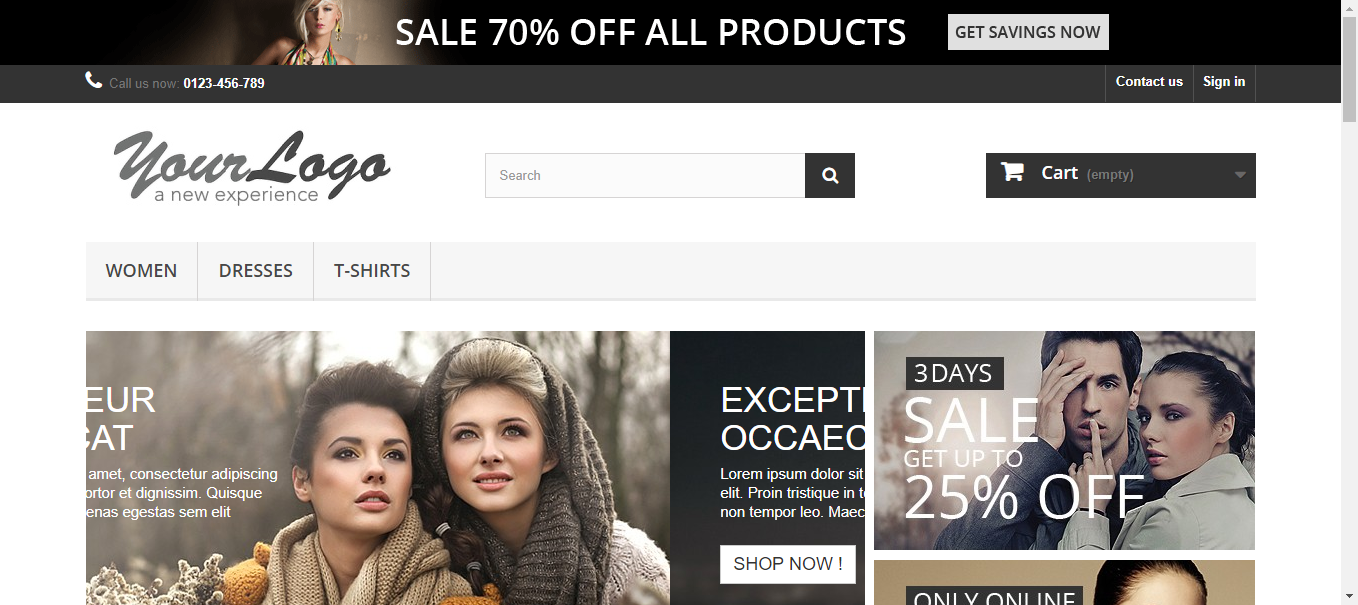 SALE 70% OFF ALL PRODUCTS
GET SAVINGS NOW
Call us now: 0123-456-789
Contact us
Sign in
YourLogo
a new experience
Search
Cart (empty)
WOMEN
DRESSES
T-SHIRTS
EUR
CAT
amet, consectetur adipiscing
ortor et dignissim. Quisque
enas egestas sem elit
EXCEPT
OCCAEC
Lorem ipsum dolor sit
elit. Proin tristique in t
non tempor leo. Maec
SHOP NOW !
3DAYS
SALE
GET UP TO
25% OFF
ONLY ONLINE